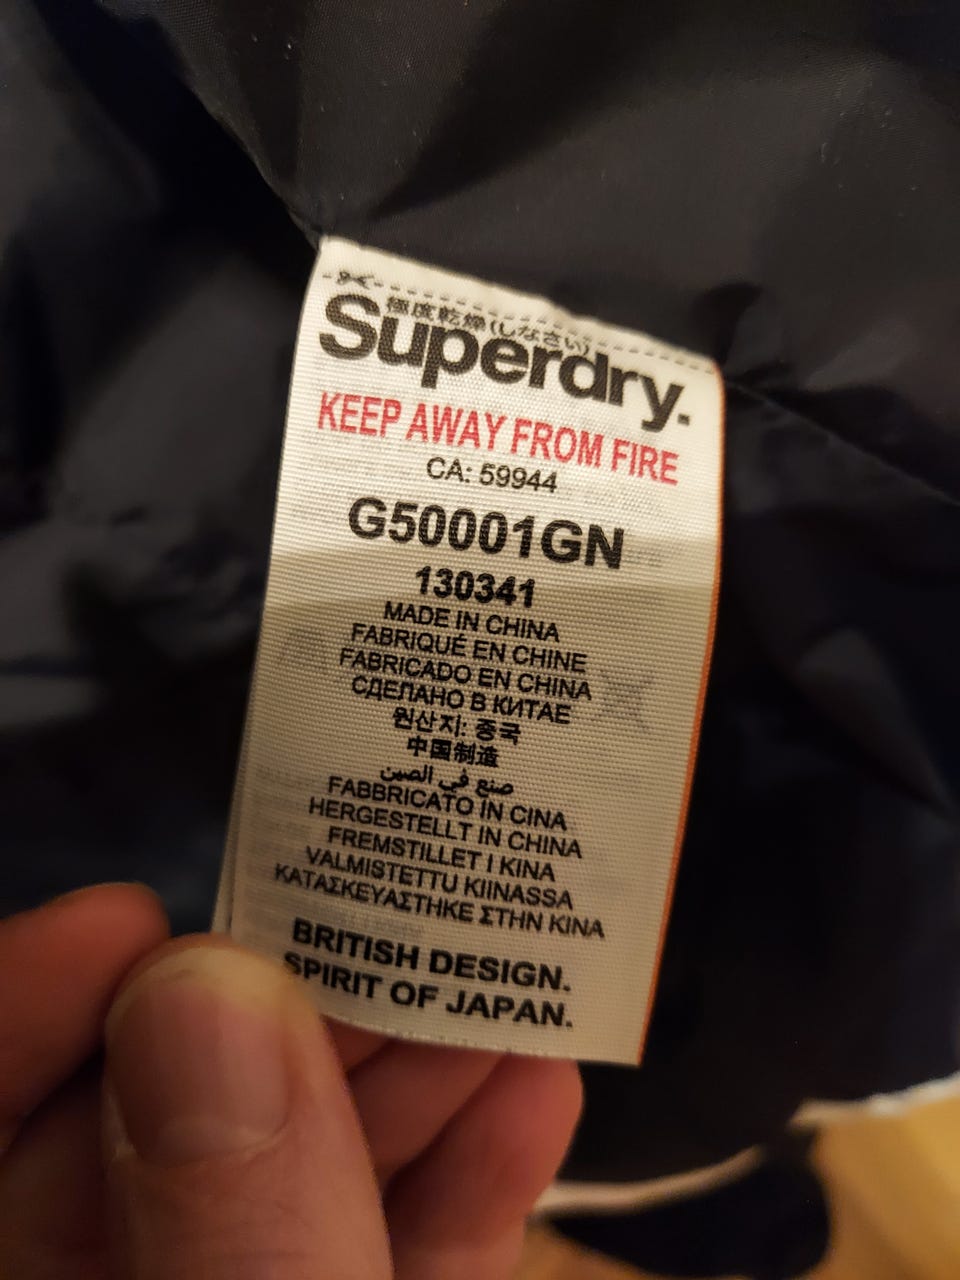 極度乾燥(しなさい)
Superdry.
KEEP AWAY FROM FIRE
CA: 59944
G50001GN
130341
MADE IN CHINA
FABRIQUÉ EN CHINE
FABRICADO EN CHINA
СДЕЛАНО В КИТАЕ
원산지: 중국
中国制造
صنع في الصين
FABBRICATO IN CINA
HERGESTELLT IN CHINA
FREMSTILLET I KINA
VALMISTETTU KIINASSA
ΚΑΤΑΣΚΕΥΑΣΤΗΚΕ ΣΤΗΝ ΚΙΝΑ
BRITISH DESIGN.
SPIRIT OF JAPAN.